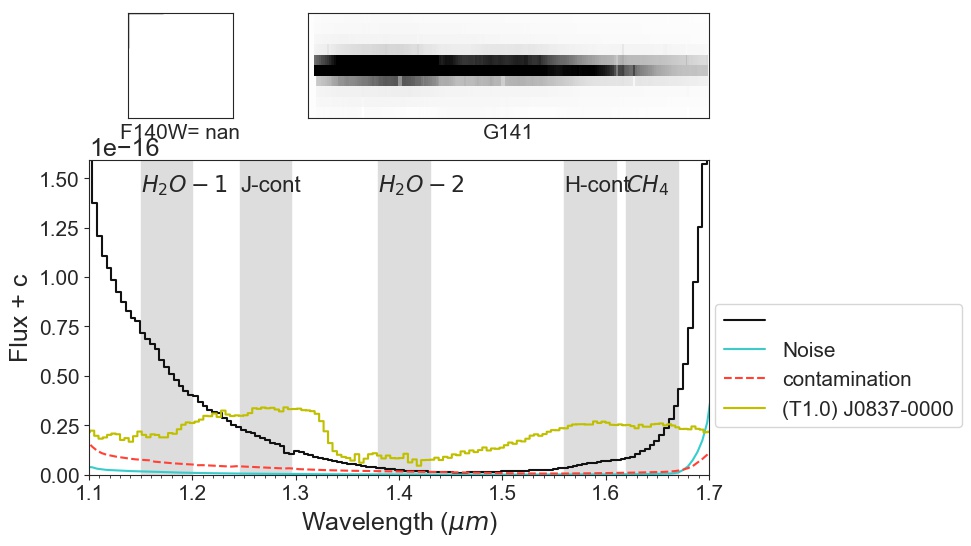 F140W= nan
G141
1e−16
H₂O − 1 J-cont H₂O − 2 H-cont CH₄
1.50
1.25
1.00
0.75
0.50
0.25
0.00
Flux + c
1.1 1.2 1.3 1.4 1.5 1.6 1.7
Wavelength (μm)
Noise
contamination
(T1.0) J0837-0000